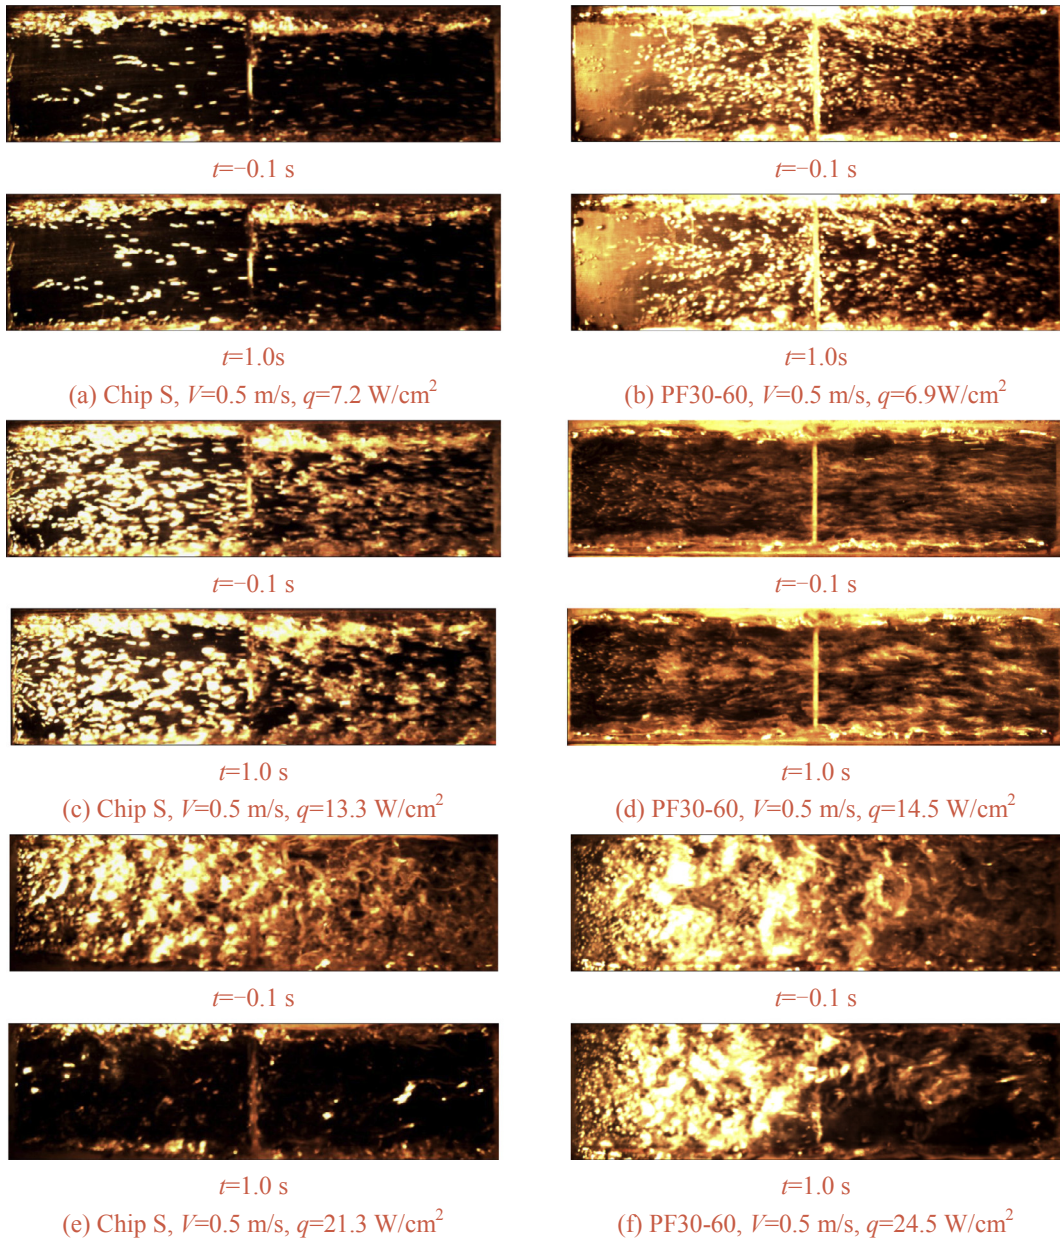 t=−0.1 s
t=−0.1 s
t=1.0s
t=1.0s
(a) Chip S, V=0.5 m/s, q=7.2 W/cm²
(b) PF30-60, V=0.5 m/s, q=6.9W/cm²
t=−0.1 s
t=−0.1 s
t=1.0 s
t=1.0 s
(c) Chip S, V=0.5 m/s, q=13.3 W/cm²
(d) PF30-60, V=0.5 m/s, q=14.5 W/cm²
t=−0.1 s
t=−0.1 s
t=1.0 s
t=1.0 s
(e) Chip S, V=0.5 m/s, q=21.3 W/cm²
(f) PF30-60, V=0.5 m/s, q=24.5 W/cm²